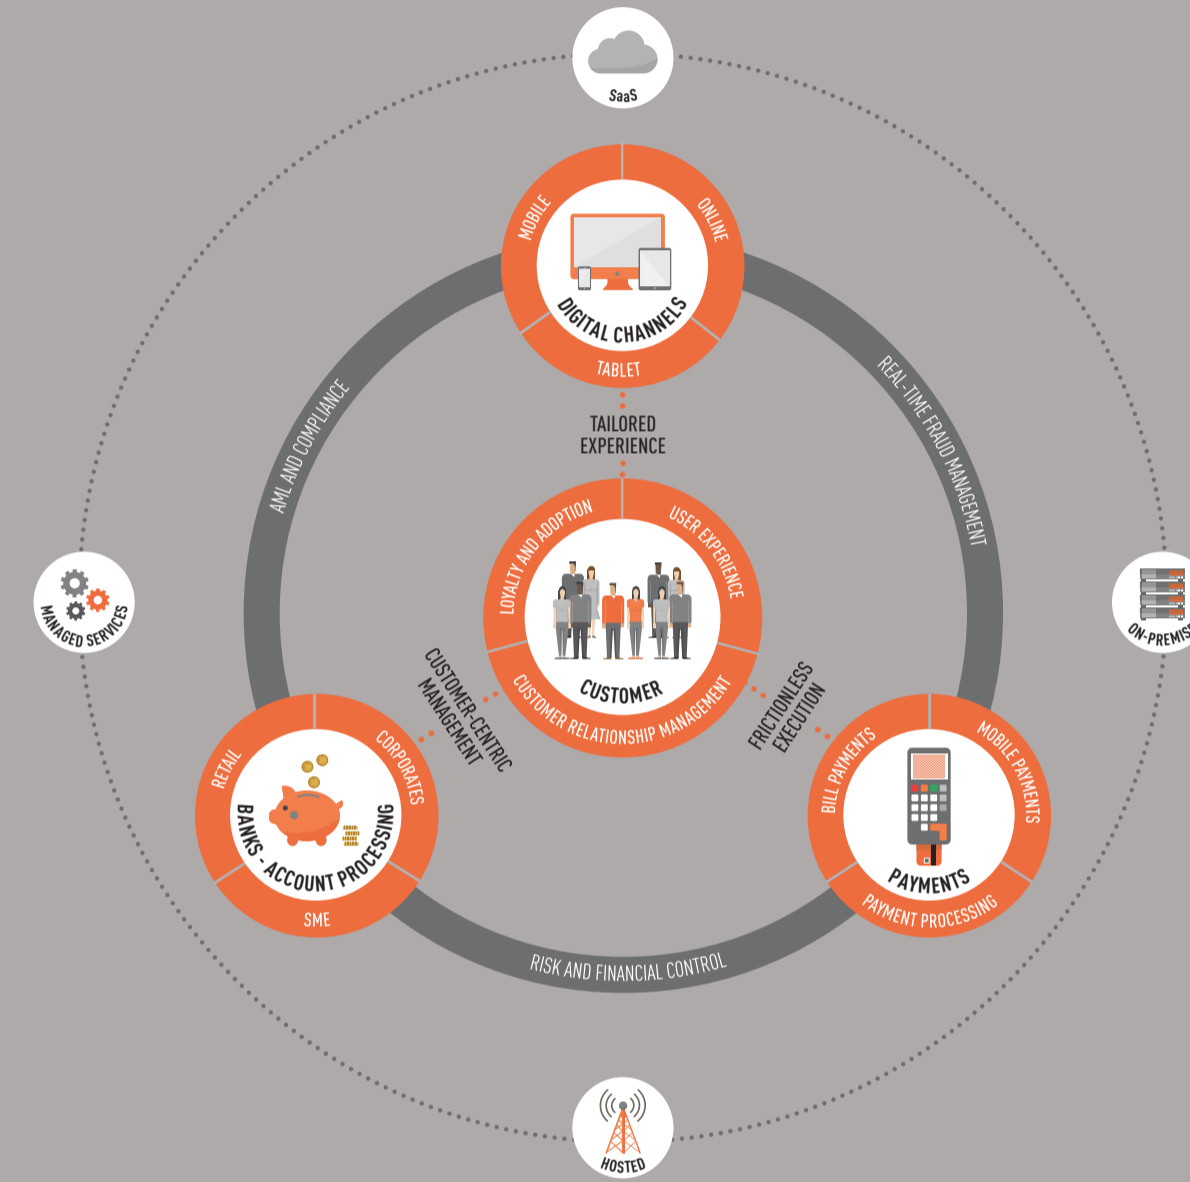 SaaS
MOBILE
ONLINE
DIGITAL CHANNELS
TABLET
AML AND COMPLIANCE
REAL-TIME FRAUD MANAGEMENT
TAILORED
EXPERIENCE
LOYALTY AND ADOPTION
USER EXPERIENCE
CUSTOMER
CUSTOMER RELATIONSHIP MANAGEMENT
MANAGED SERVICES
ON-PREMIS
CUSTOMER-CENTRIC
MANAGEMENT
FRICTIONLESS
EXECUTION
RETAIL
CORPORATES
BANKS - ACCOUNT PROCESSING
SME
BILL PAYMENTS
MOBILE PAYMENTS
PAYMENTS
PAYMENT PROCESSING
RISK AND FINANCIAL CONTROL
HOSTED